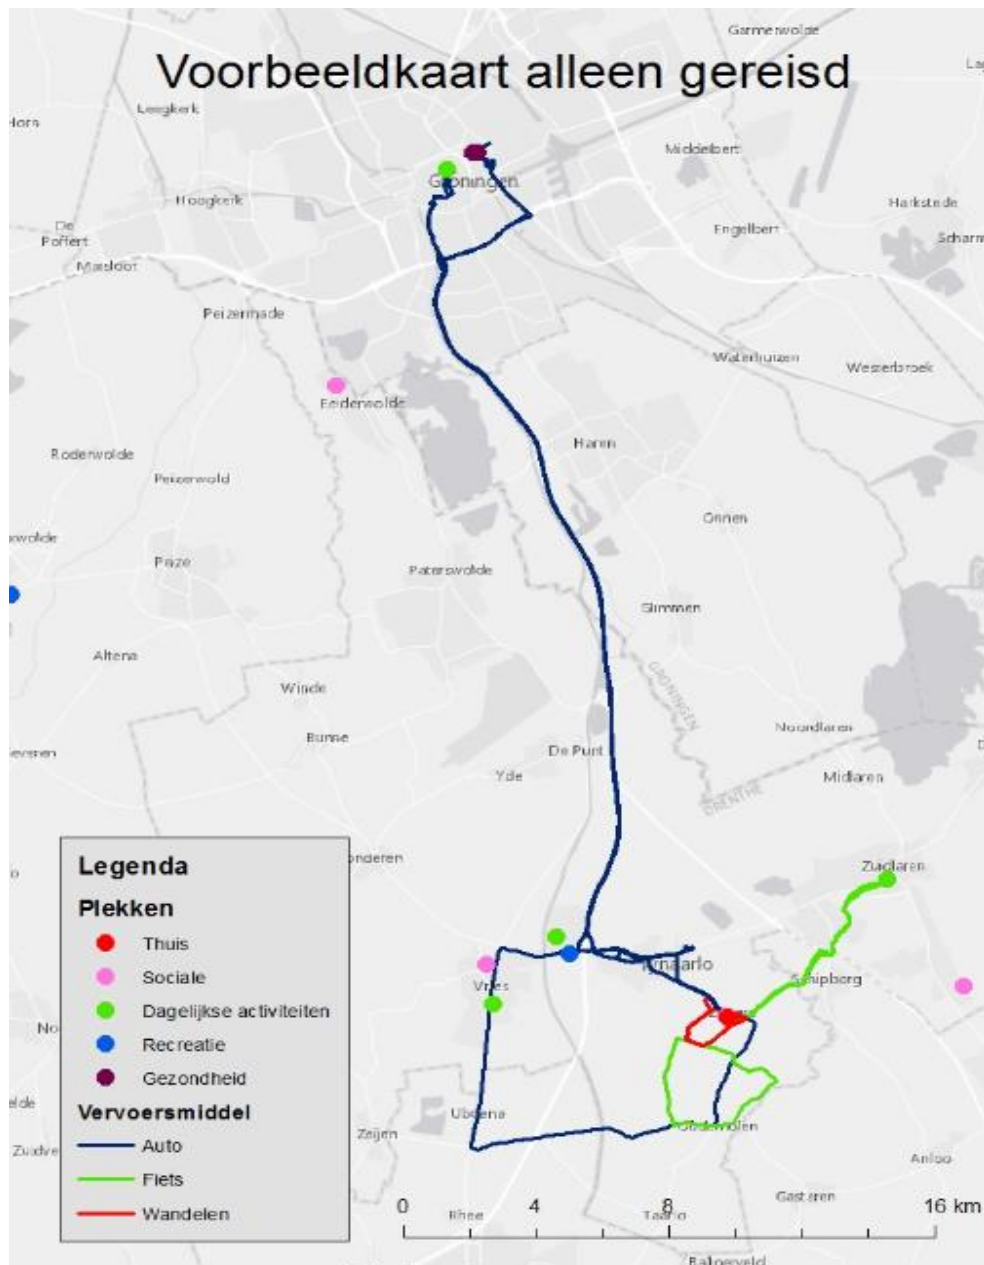 Garmerwolde
Voorbeeldkaart alleen gereisd
Leegkerk
Middelbert
Groningen
Hoogkerk
Harkstede
De
Poffert
Engelbert
Matsloot
Peizermade
Waterhuizen
Westerbroek
Eelderwolde
Haren
Roderwolde
Peizerwold
Onnen
Peize
Paterswolde
Glimmen
Altena
GRONINGEN
Winde
Noordlaren
Bunne
De Punt
Yde
Midlaren
DRENTHE
Zuidlaren
Legenda
Plekken
Thuis
Sociale
Dagelijkse activiteiten
Recreatie
Gezondheid
Vervoersmiddel
Auto
Fiets
Wandelen
Schipborg
Vries
Ubbena
Zeijen
Oudemolen
Anloo
Gasteren
0 4 8 16 km
Rhee
Taarlo
Balloerveld